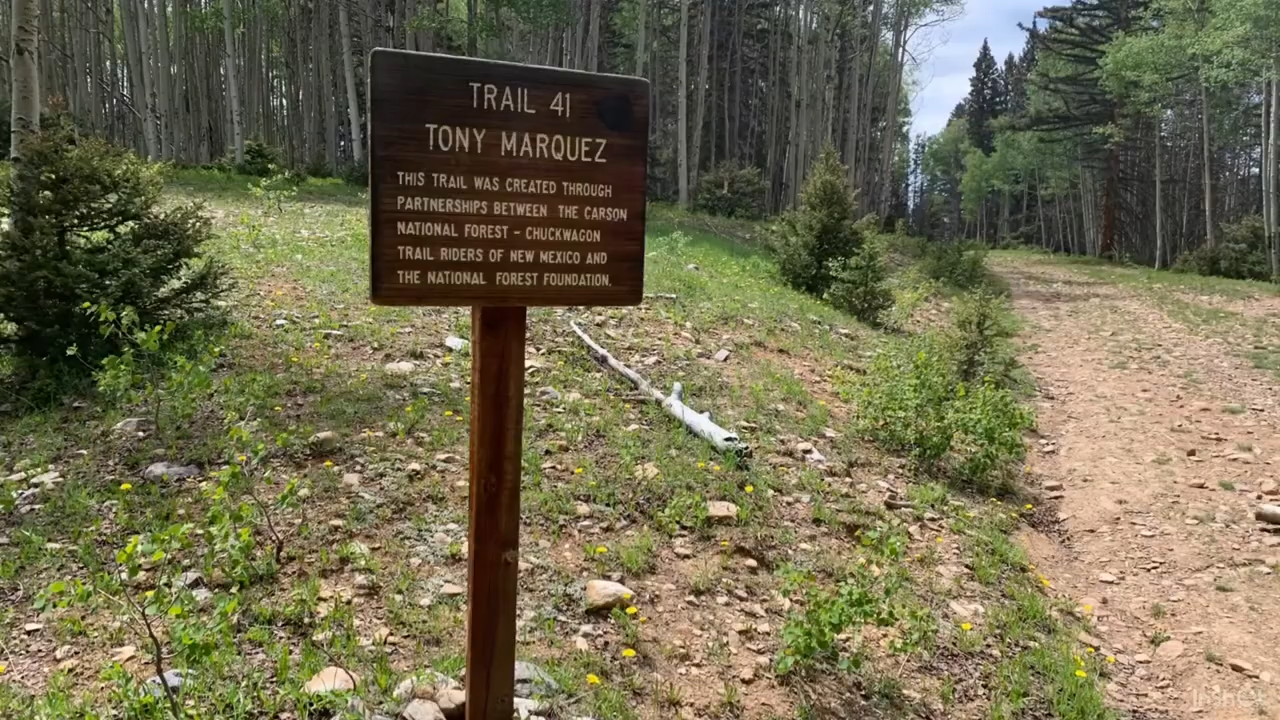 TRAIL 41
TONY MARQUEZ
THIS TRAIL WAS CREATED THROUGH
PARTNERSHIPS BETWEEN THE CARSON
NATIONAL FOREST - CHUCKWAGON
TRAIL RIDERS OF NEW MEXICO AND
THE NATIONAL FOREST FOUNDATION.